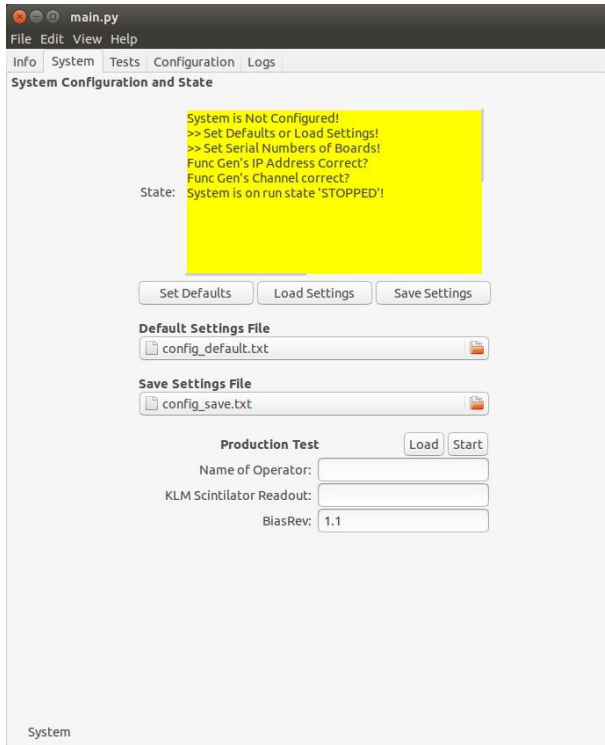 main.py
File Edit View Help
Info System Tests Configuration Logs
System Configuration and State
System is Not Configured!
>> Set Defaults or Load Settings!
>> Set Serial Numbers of Boards!
Func Gen's IP Address Correct?
Func Gen's Channel correct?
State: System is on run state 'STOPPED'!
Set Defaults Load Settings Save Settings
Default Settings File
config_default.txt
Save Settings File
config_save.txt
Production Test Load Start
Name of Operator:
KLM Scintilator Readout:
BiasRev: 1.1
System